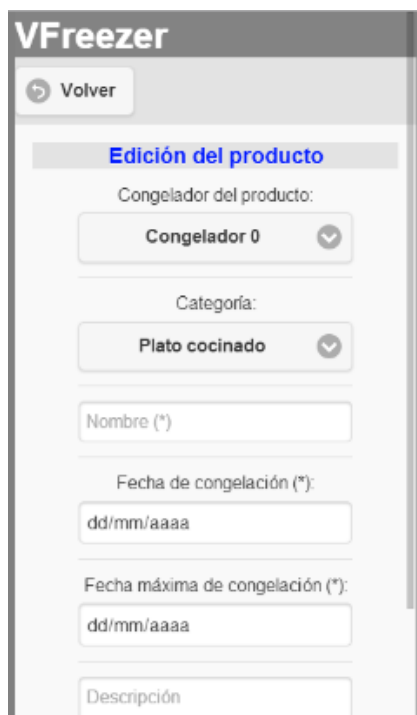 VFreezer
Volver
Edición del producto
Congelador del producto:
Congelador 0
Categoría:
Plato cocinado
Nombre (*)
Fecha de congelación (*):
dd/mm/aaaa
Fecha máxima de congelación (*):
dd/mm/aaaa
Descripción